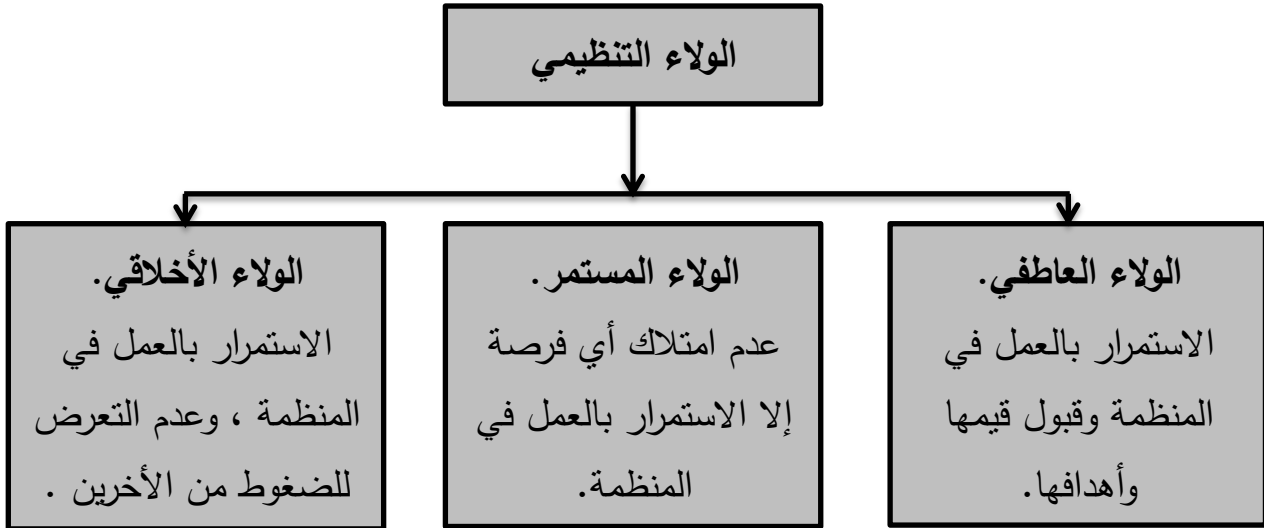 الولاء التنظيمي
الولاء العاطفي.
الاستمرار بالعمل في
المنظمة وقبول قيمها
وأهدافها.
الولاء المستمر.
عدم امتلاك أي فرصة
إلا الاستمرار بالعمل في
المنظمة.
الولاء الأخلاقي.
الاستمرار بالعمل في
المنظمة ، وعدم التعرض
للضغوط من الأخرين .